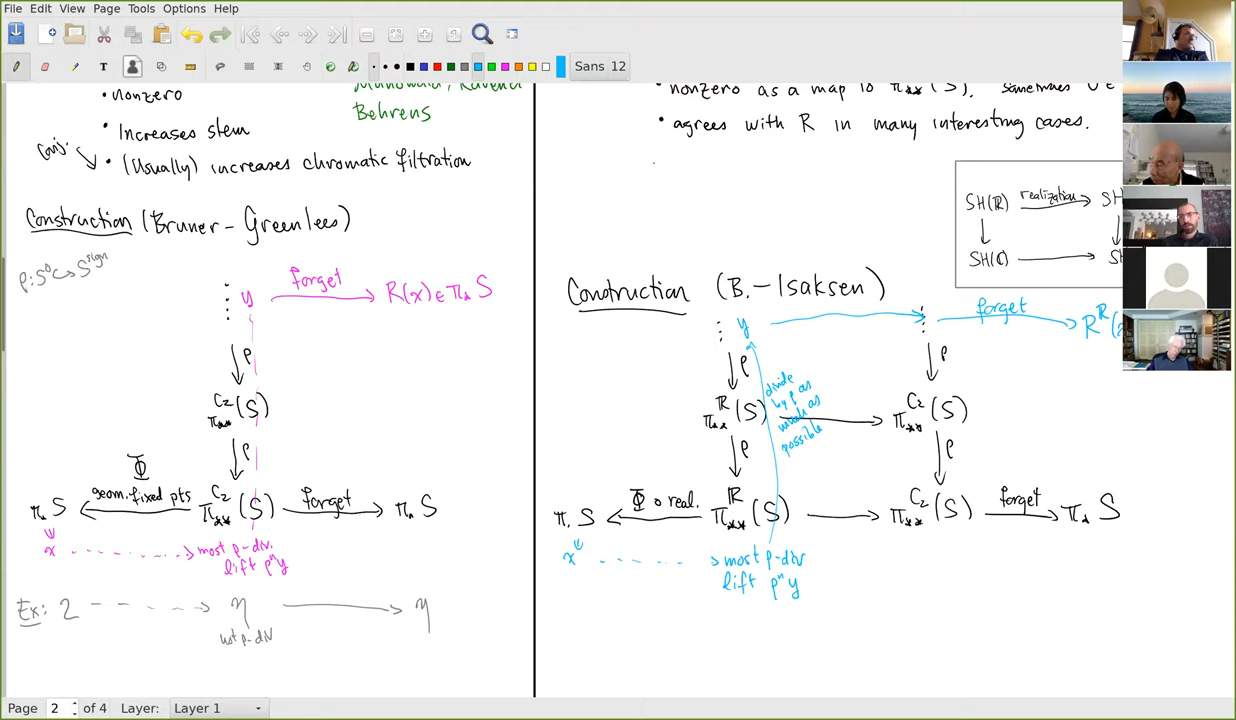 File Edit View Journal Page Tools Options Help
Sans 12
• nonzero
Mahowald, Ravenel
Behrens
• Increases stem
• (Usually) increases chromatic filtration
Construction (Bruner - Greenlees)
ρ: S⁰ ↪ S^sign
⋮ y forget R(x) ∈ π⁎ S
↓ ρ
π⁎⁎^C₂ (S)
↓ ρ
Φ
π⁎ S geom. fixed pts π⁎⁎^C₂ (S) forget π⁎ S
x most ρ-div.
lift ρⁿy
Ex: 2 η η
not ρ-div
nonzero as a map to π⁎⁎ (S). Sometimes
• agrees with R in many interesting cases.
SH(ℝ) realization SH
SH(ℂ) SH
Construction (B. - Isaksen)
y forget R^ℝ(
↓ ρ ↓ ρ
divide
by ρ as
much as
possible
π⁎⁎^ℝ (S) π⁎⁎^C₂ (S)
↓ ρ ↓ ρ
π⁎ S Φ ∘ real. π⁎⁎^ℝ (S) π⁎⁎^C₂ (S) forget π⁎ S
x most ρ-div
lift ρⁿy
Page 2 of 4 Layer: Layer 1